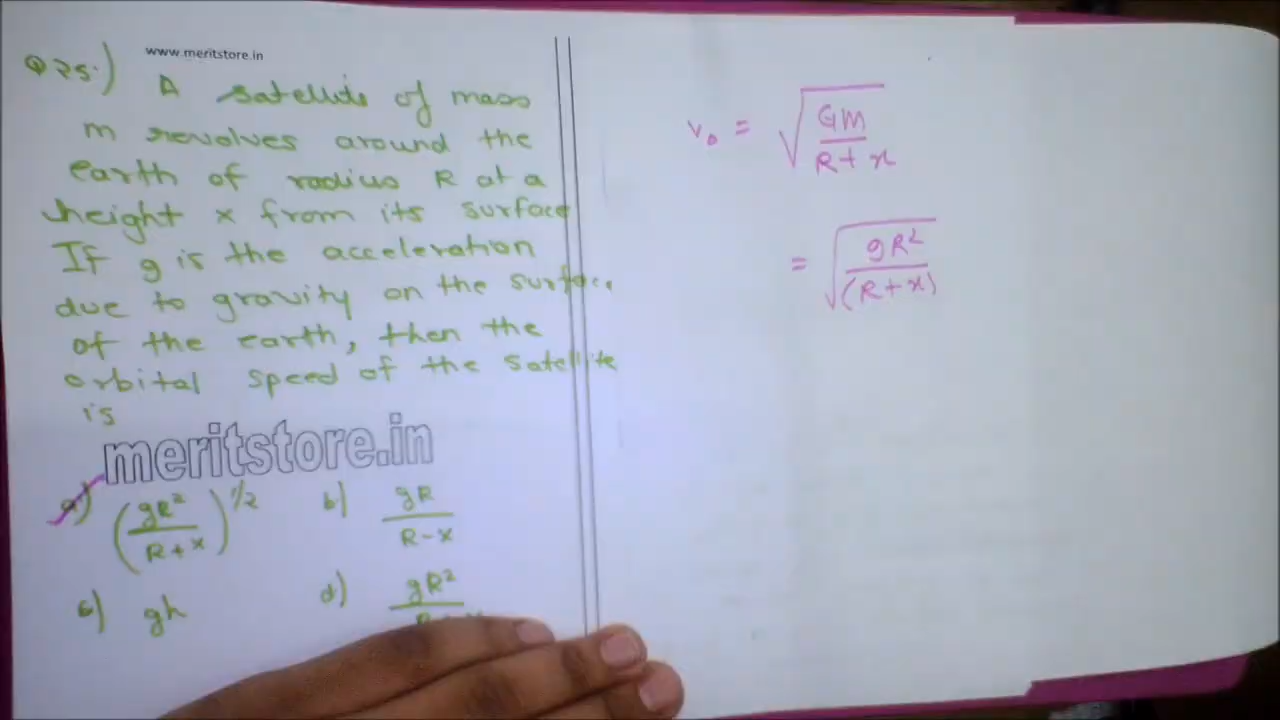 www.meritstore.in
Q 25.) A satellite of mass
m revolves around the
earth of radius R at a
height x from its surface
If g is the acceleration
due to gravity on the surface
of the earth, then the
orbital speed of the satellite
is
meritstore.in
a) (gR²/R+x)^1/2 b) gR/R-x
c) gh d) gR²
v₀ = √(GM/R+x)
= √(gR²/(R+x))